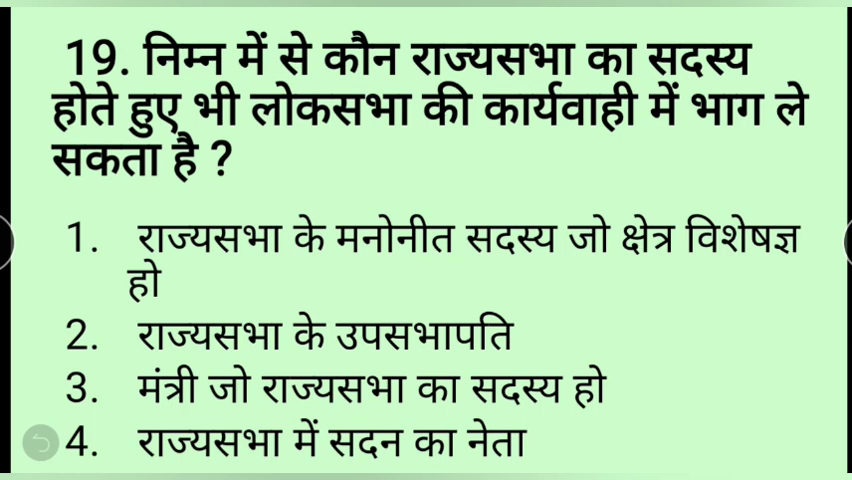 19. निम्न में से कौन राज्यसभा का सदस्य
होते हुए भी लोकसभा की कार्यवाही में भाग ले
सकता है ?
1. राज्यसभा के मनोनीत सदस्य जो क्षेत्र विशेषज्ञ
हो
2. राज्यसभा के उपसभापति
3. मंत्री जो राज्यसभा का सदस्य हो
4. राज्यसभा में सदन का नेता